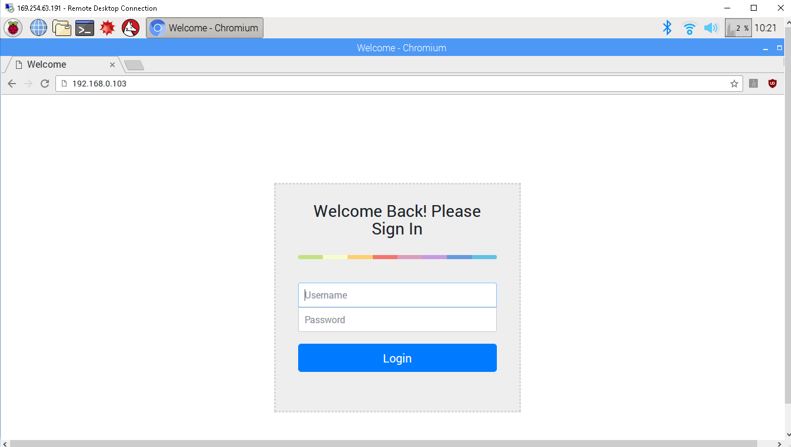 169.254.63.191 - Remote Desktop Connection
Welcome - Chromium
2 %
10:21
Welcome - Chromium
Welcome
192.168.0.103
Welcome Back! Please
Sign In
Username
Password
Login